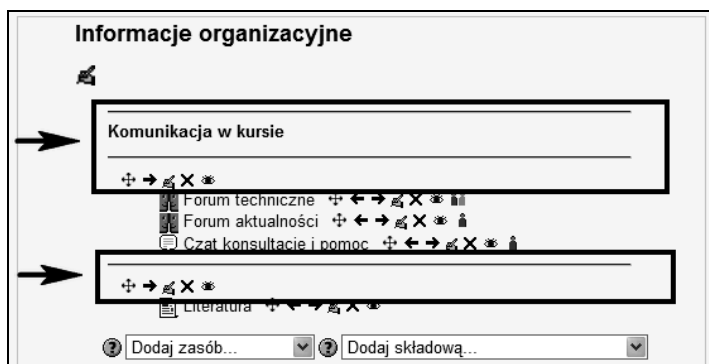 Informacje organizacyjne
Komunikacja w kursie
Forum techniczne
Forum aktualności
Czat konsultacje i pomoc
Literatura
Dodaj zasób... Dodaj składową...